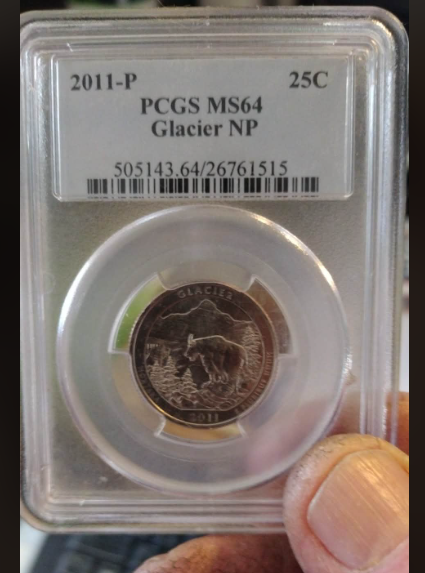 2011-P 25C
PCGS MS64
Glacier NP
505143.64/26761515
GLACIER
2011